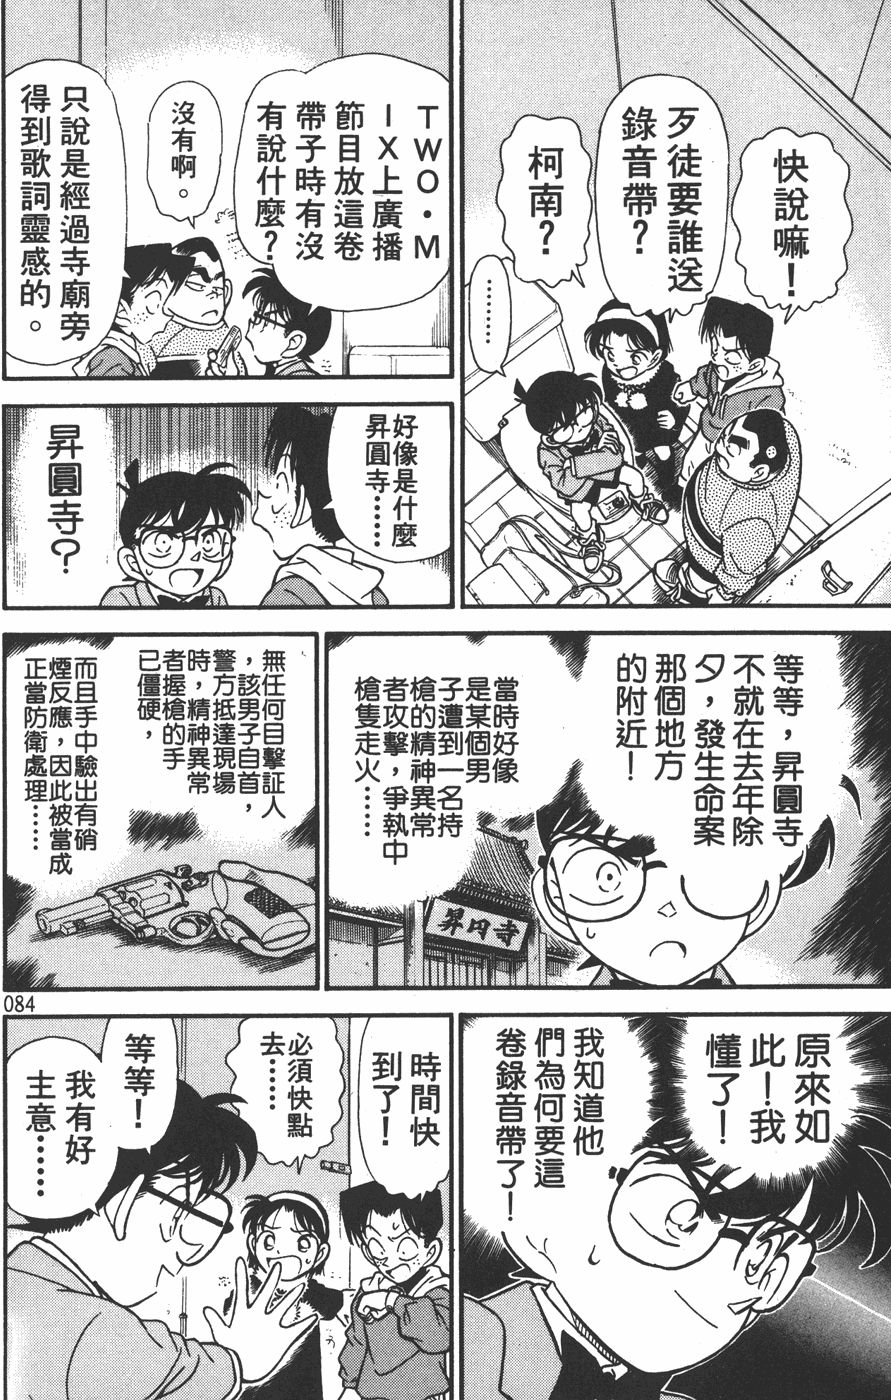 快說嘛！
歹徒要誰送
錄音帶？
柯南？
………
TWO·M
IX上廣播
節目放這卷
帶子時有沒
有說什麼？
沒有啊。
只說是經過寺廟旁
得到歌詞靈感的。
好像是什麼
昇圓寺……
昇圓寺？
等等，昇圓寺
不就在去年除
夕，發生命案
那個地方
的附近！
當時好像
是某個男
子遭到一名持
槍的精神異常
者攻擊，爭執中
槍隻走火……
昇円寺
無任何目擊証人
，該男子自首，
警方抵達現場
時，精神異常
者握槍的手
已僵硬，
而且手中驗出有硝
煙反應，因此被當成
正當防衛處理……
084
原來如
此！我
懂了！
我知道他
們為何要這
卷錄音帶了！
時間快
到了！
必須快點
去……
等等！
我有好
主意……